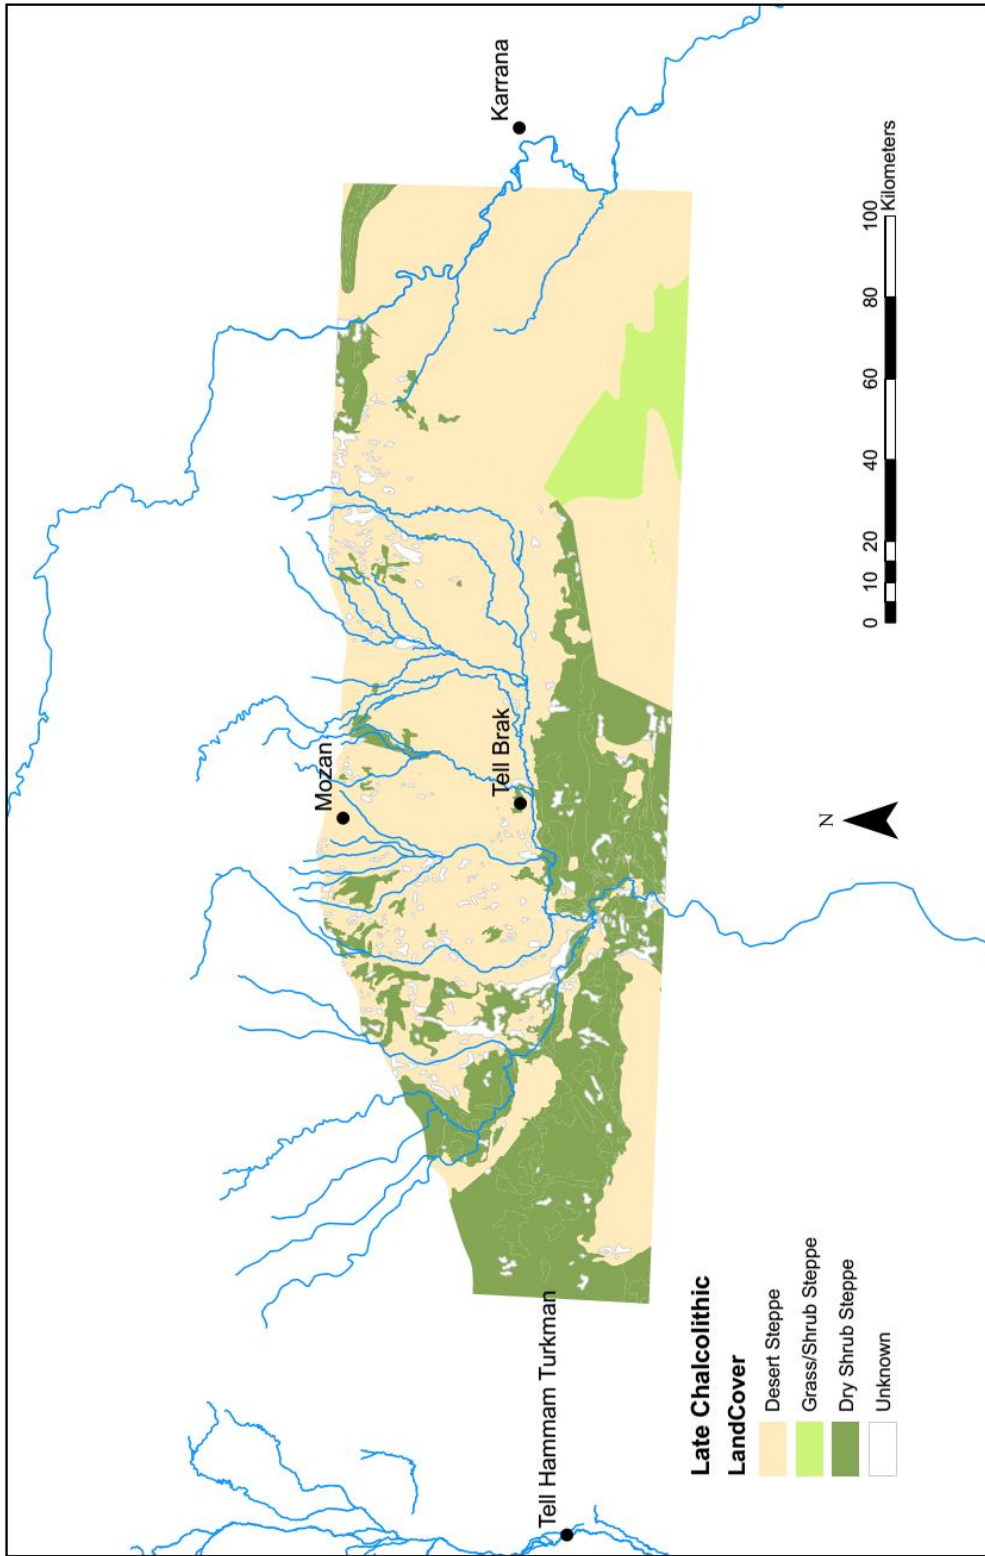 Karrana
Mozan
Tell Brak
Tell Hammam Turkman
N
Late Chalcolithic
LandCover
Desert Steppe
Grass/Shrub Steppe
Dry Shrub Steppe
Unknown
0 10 20 40 60 80 100
Kilometers